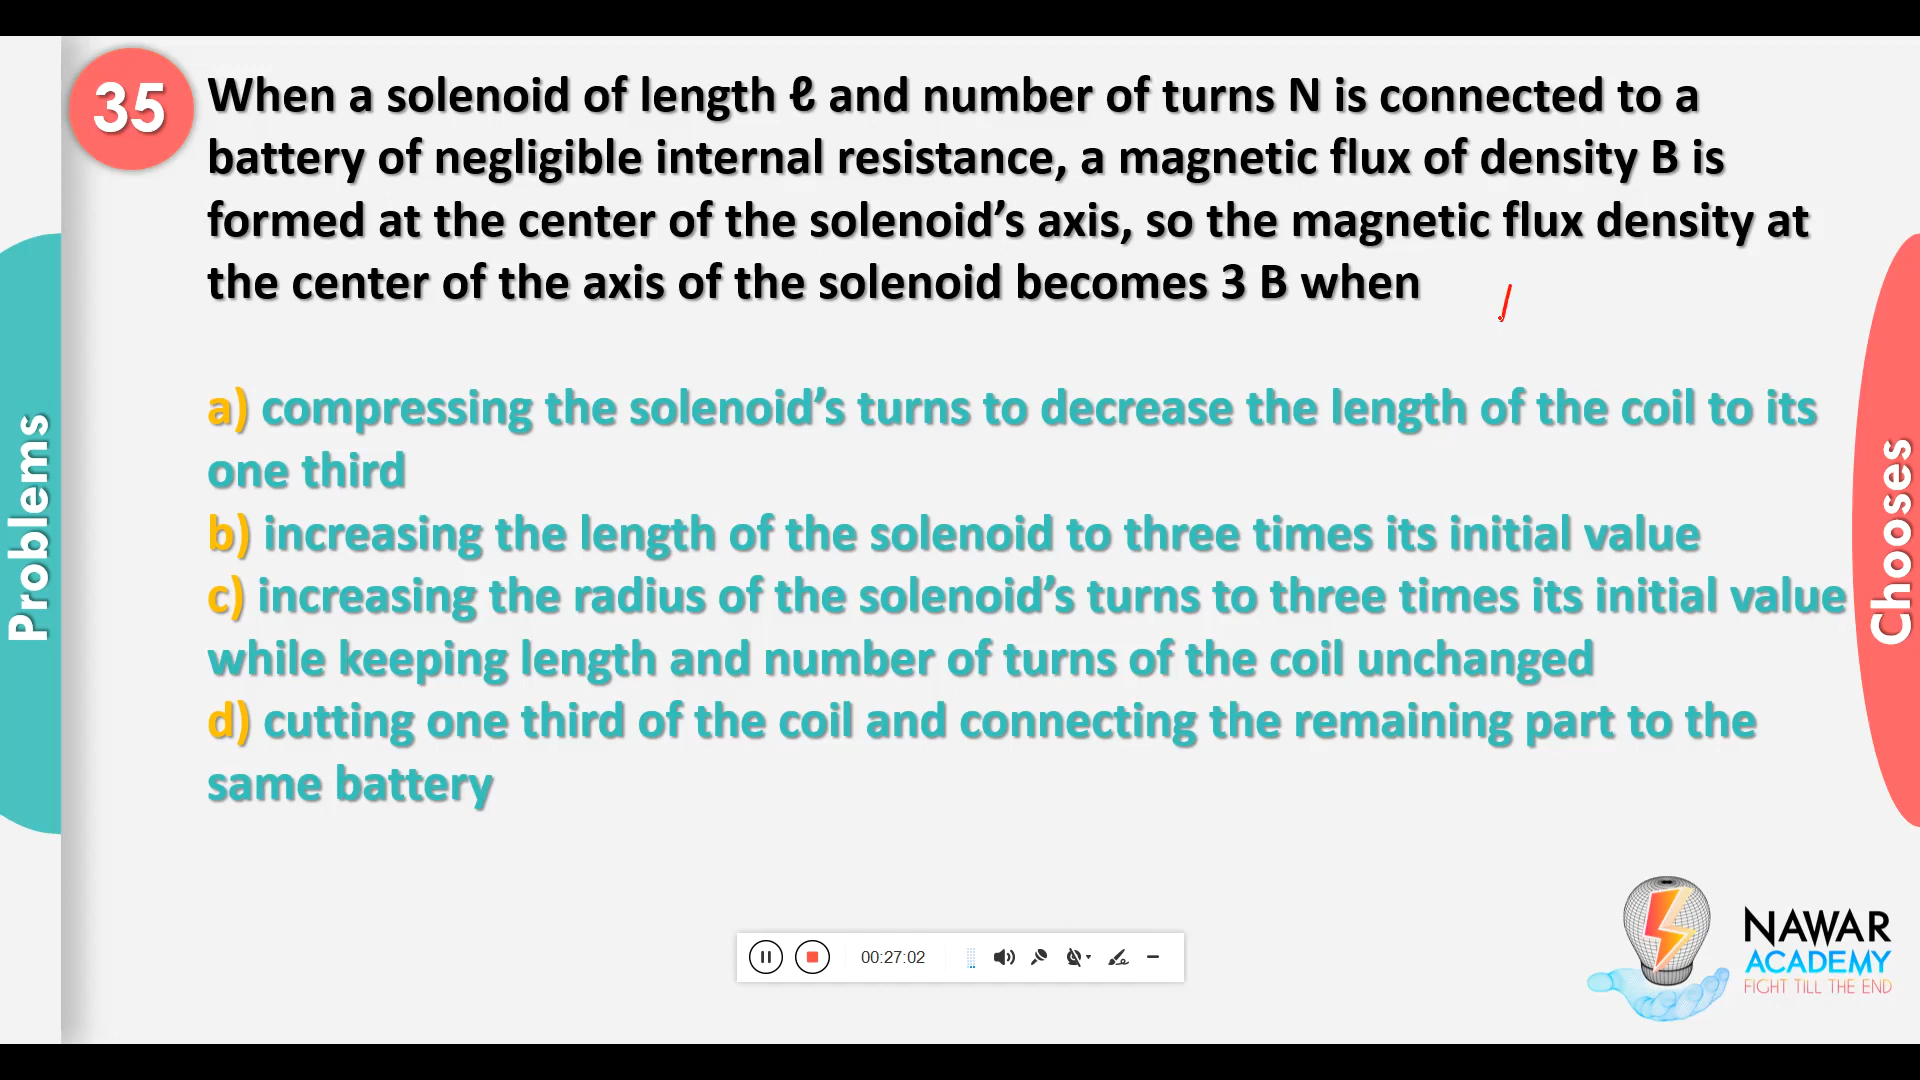 35
When a solenoid of length ℓ and number of turns N is connected to a
battery of negligible internal resistance, a magnetic flux of density B is
formed at the center of the solenoid’s axis, so the magnetic flux density at
the center of the axis of the solenoid becomes 3 B when
a) compressing the solenoid’s turns to decrease the length of the coil to its
one third
b) increasing the length of the solenoid to three times its initial value
c) increasing the radius of the solenoid’s turns to three times its initial value
while keeping length and number of turns of the coil unchanged
d) cutting one third of the coil and connecting the remaining part to the
same battery
Problems
Chooses
00:27:02
NAWAR
ACADEMY
FIGHT TILL THE END